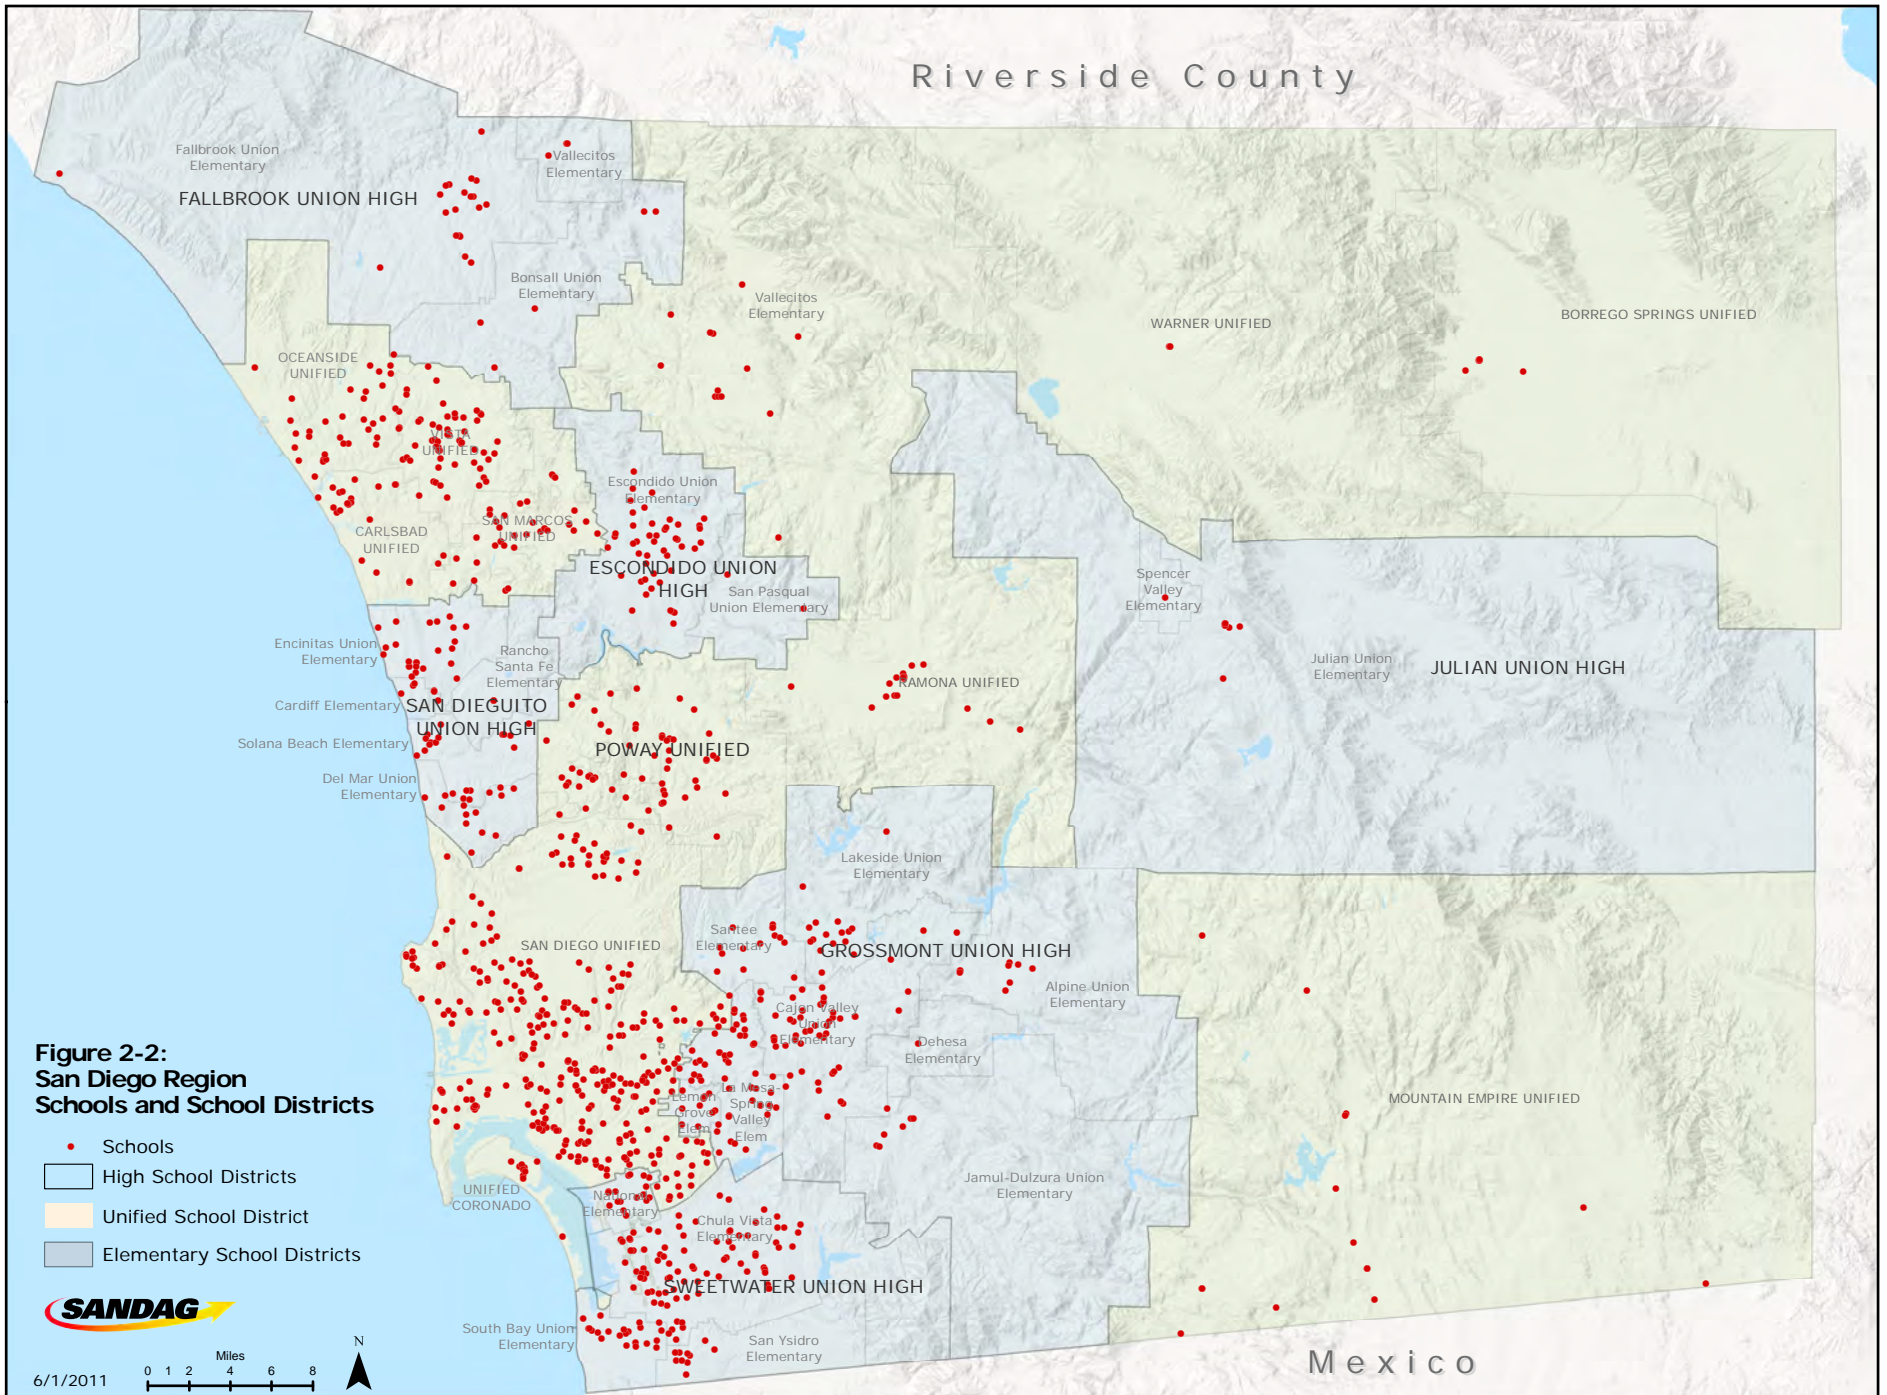 Riverside County
Fallbrook Union
Elementary
FALLBROOK UNION HIGH
Vallecitos
Elementary
Bonsall Union
Elementary
Vallecitos
Elementary
WARNER UNIFIED
BORREGO SPRINGS UNIFIED
OCEANSIDE
UNIFIED
VISTA
UNIFIED
CARLSBAD
UNIFIED
SAN MARCOS
UNIFIED
Escondido Union
Elementary
ESCONDIDO UNION
HIGH
San Pasqual
Union Elementary
Spencer
Valley
Elementary
Julian Union
Elementary
JULIAN UNION HIGH
Encinitas Union
Elementary
Rancho
Santa Fe
Elementary
Cardiff Elementary
SAN DIEGUITO
UNION HIGH
Solana Beach Elementary
Del Mar Union
Elementary
RAMONA UNIFIED
POWAY UNIFIED
Lakeside Union
Elementary
Santee
Elementary
GROSSMONT UNION HIGH
SAN DIEGO UNIFIED
Alpine Union
Elementary
Cajon Valley
Union
Elementary
Dehesa
Elementary
Lemon
Grove
Elem
La Mesa-
Spring
Valley
Elem
MOUNTAIN EMPIRE UNIFIED
Jamul-Dulzura Union
Elementary
UNIFIED
CORONADO
National
Elementary
Chula Vista
Elementary
SWEETWATER UNION HIGH
South Bay Union
Elementary
San Ysidro
Elementary
Mexico
Figure 2-2:
San Diego Region
Schools and School Districts
Schools
High School Districts
Unified School District
Elementary School Districts
SANDAG
6/1/2011
Miles
0 1 2 4 6 8
N